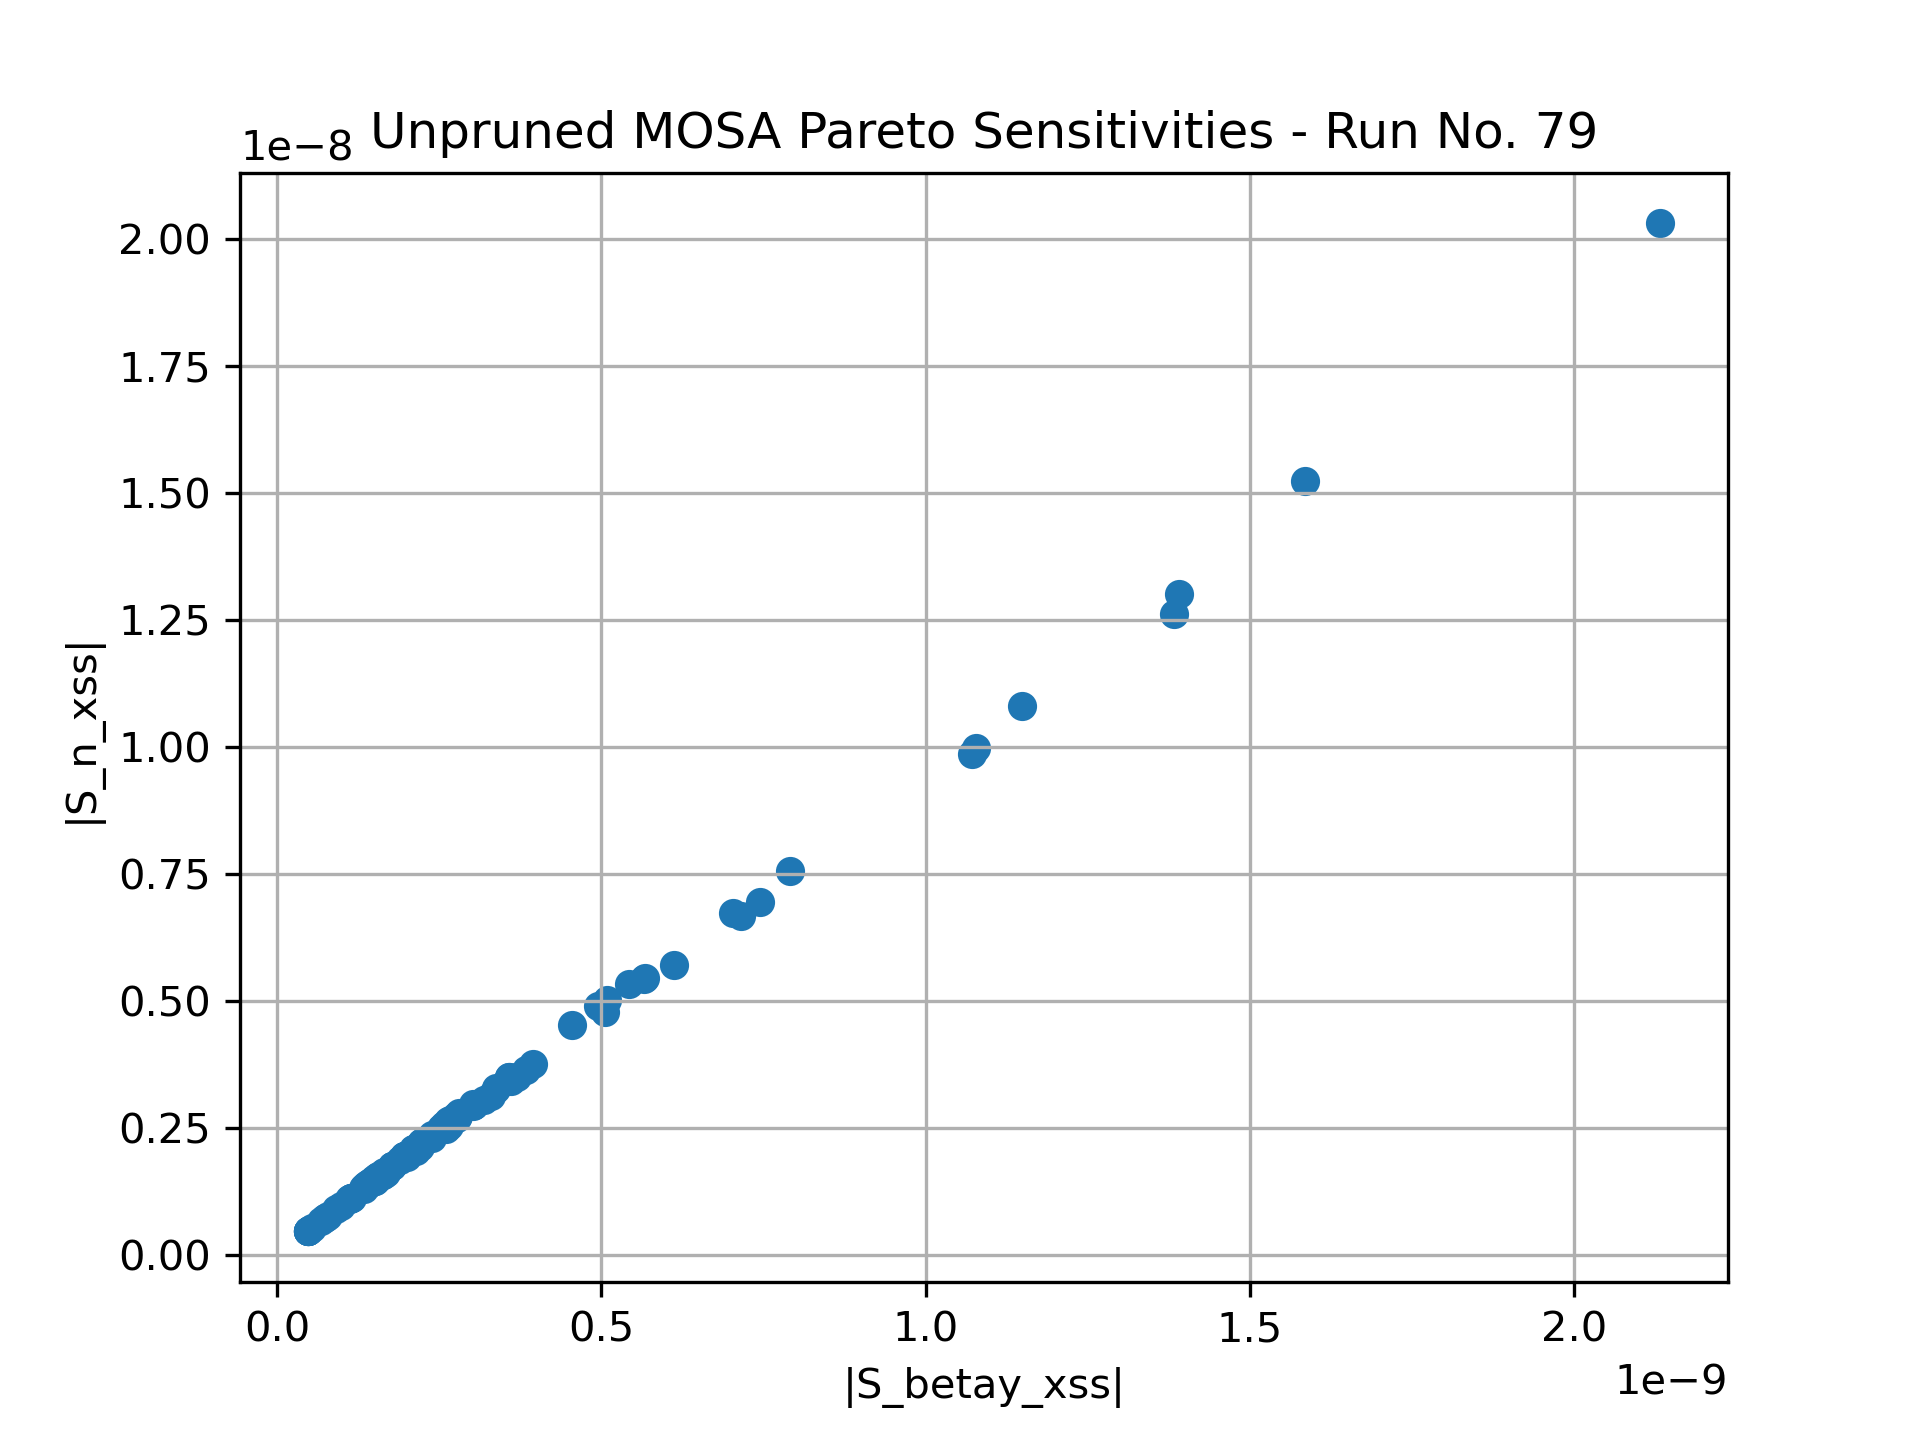 Unpruned MOSA Pareto Sensitivities - Run No. 79
1e−8
2.00
1.75
1.50
1.25
1.00
0.75
0.50
0.25
0.00
|S_n_xss|
0.0 0.5 1.0 1.5 2.0
1e−9
|S_betay_xss|